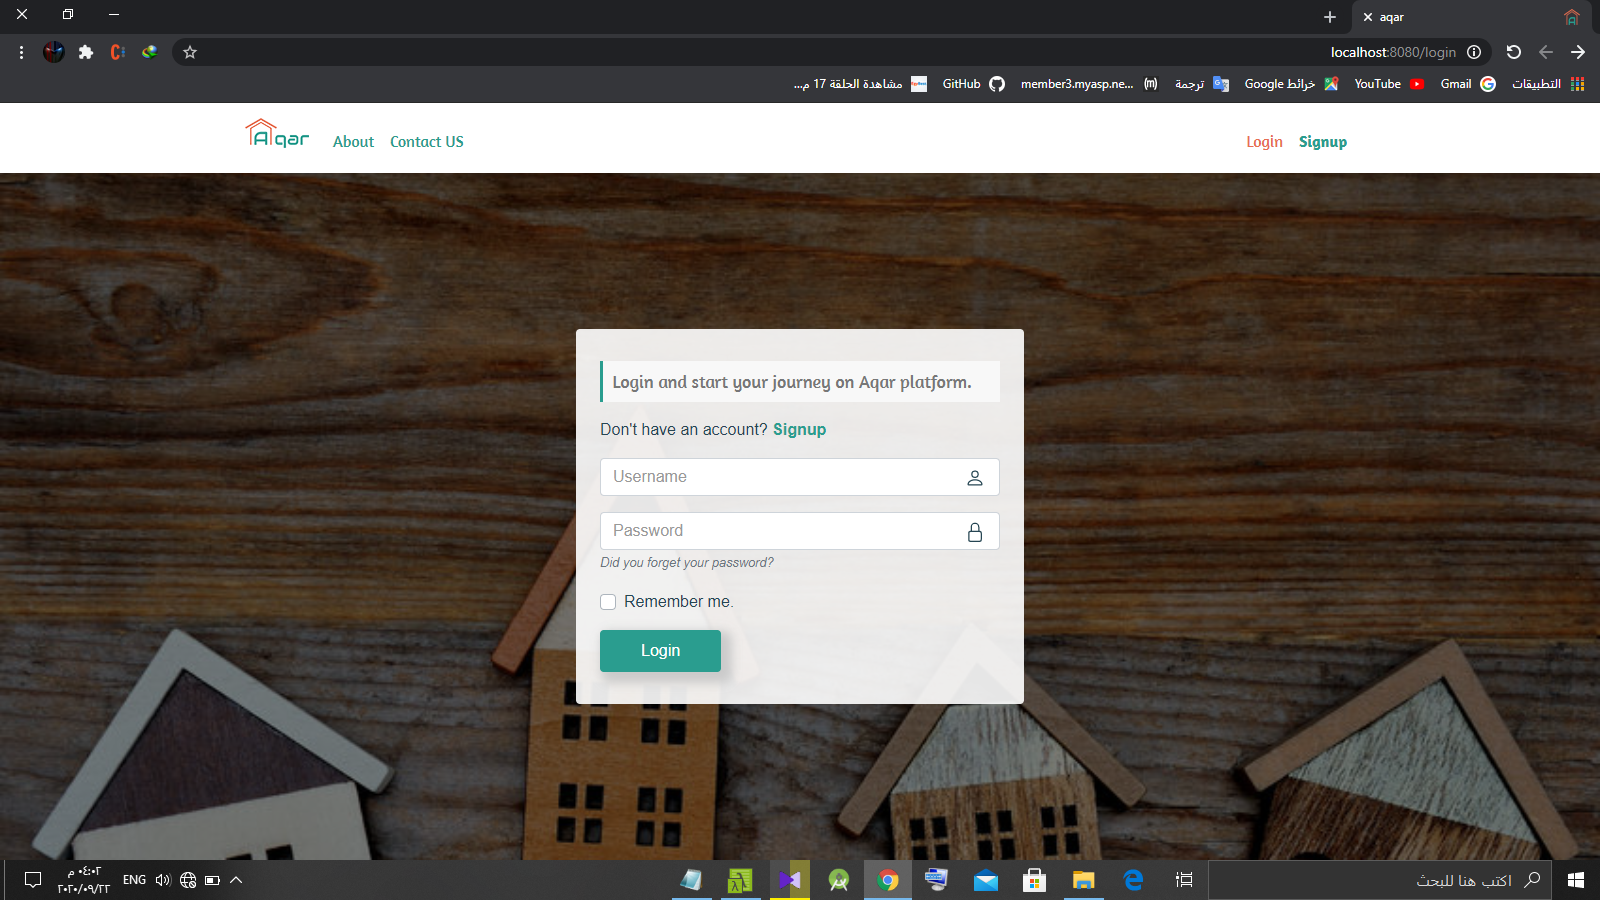 aqar
localhost:8080/login
التطبيقات
Gmail
YouTube
خرائط Google
ترجمة
member3.myasp.ne...
GitHub
مشاهدة الحلقة 17 م...
Aqar
About
Contact US
Login
Signup
Login and start your journey on Aqar platform.
Don't have an account? Signup
Username
Password
Did you forget your password?
Remember me.
Login
اكتب هنا للبحث
ENG
٠٤:٠٢ م
٢٠٢٠/٠٩/٢٢